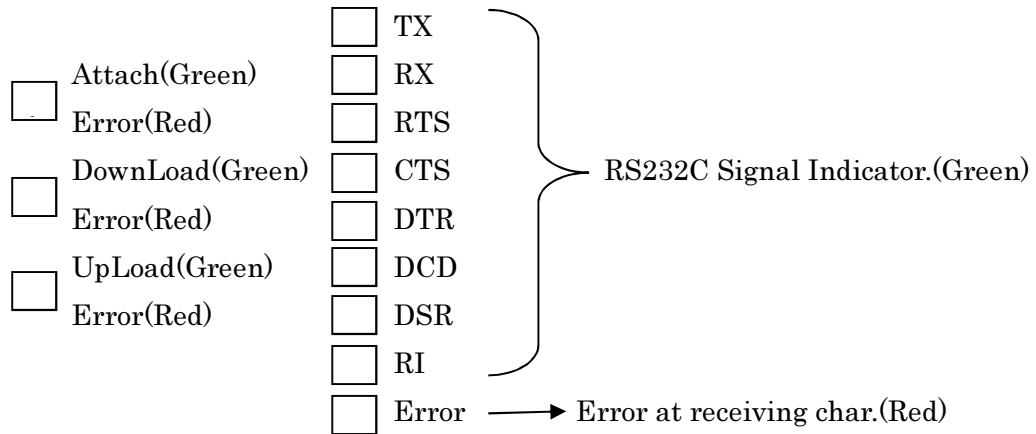 Attach(Green)
Error(Red)
DownLoad(Green)
Error(Red)
UpLoad(Green)
Error(Red)
TX
RX
RTS
CTS
DTR
DCD
DSR
RI
Error
RS232C Signal Indicator.(Green)
Error at receiving char.(Red)